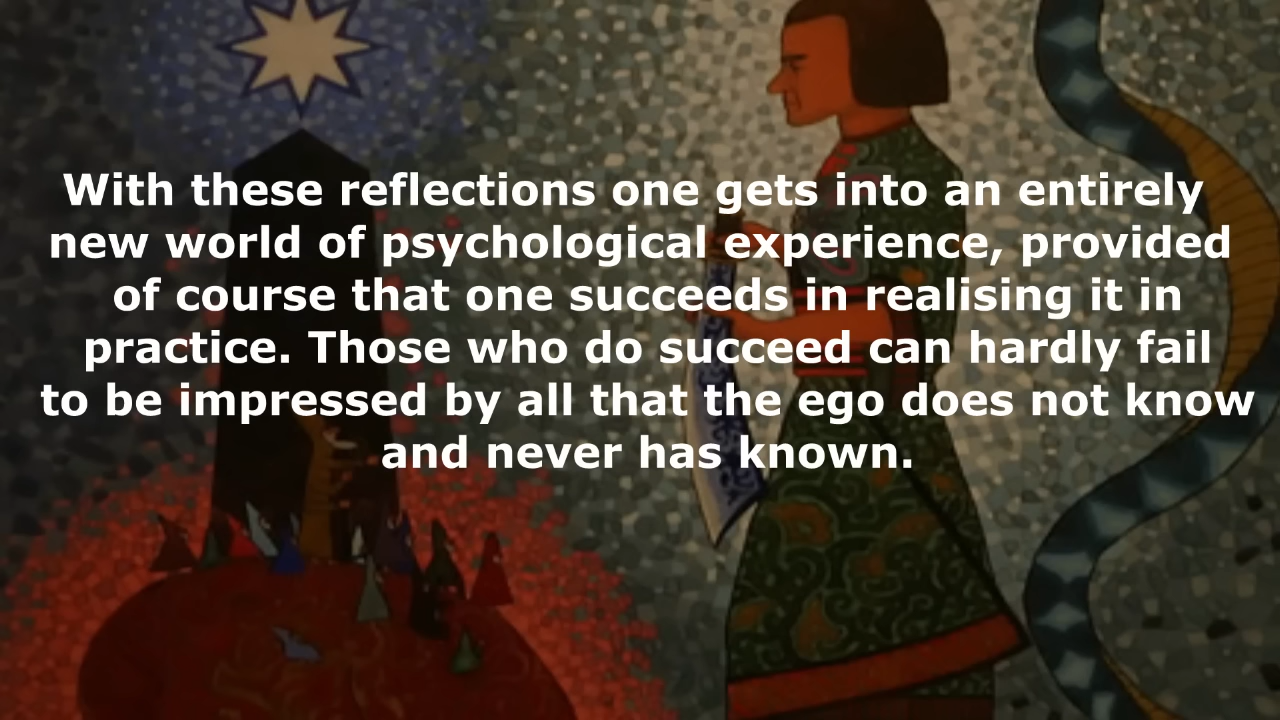 With these reflections one gets into an entirely
new world of psychological experience, provided
of course that one succeeds in realising it in
practice. Those who do succeed can hardly fail
to be impressed by all that the ego does not know
and never has known.